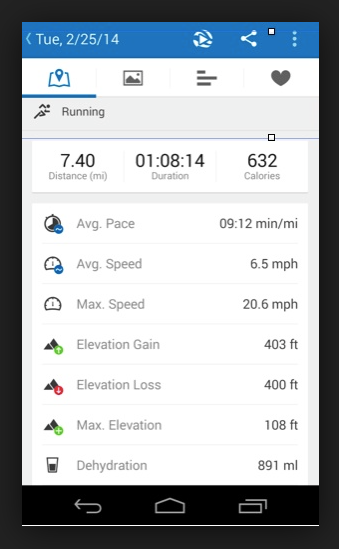 Tue, 2/25/14
Running
7.40 01:08:14 632
Distance (mi) Duration Calories
Avg. Pace 09:12 min/mi
Avg. Speed 6.5 mph
Max. Speed 20.6 mph
Elevation Gain 403 ft
Elevation Loss 400 ft
Max. Elevation 108 ft
Dehydration 891 ml